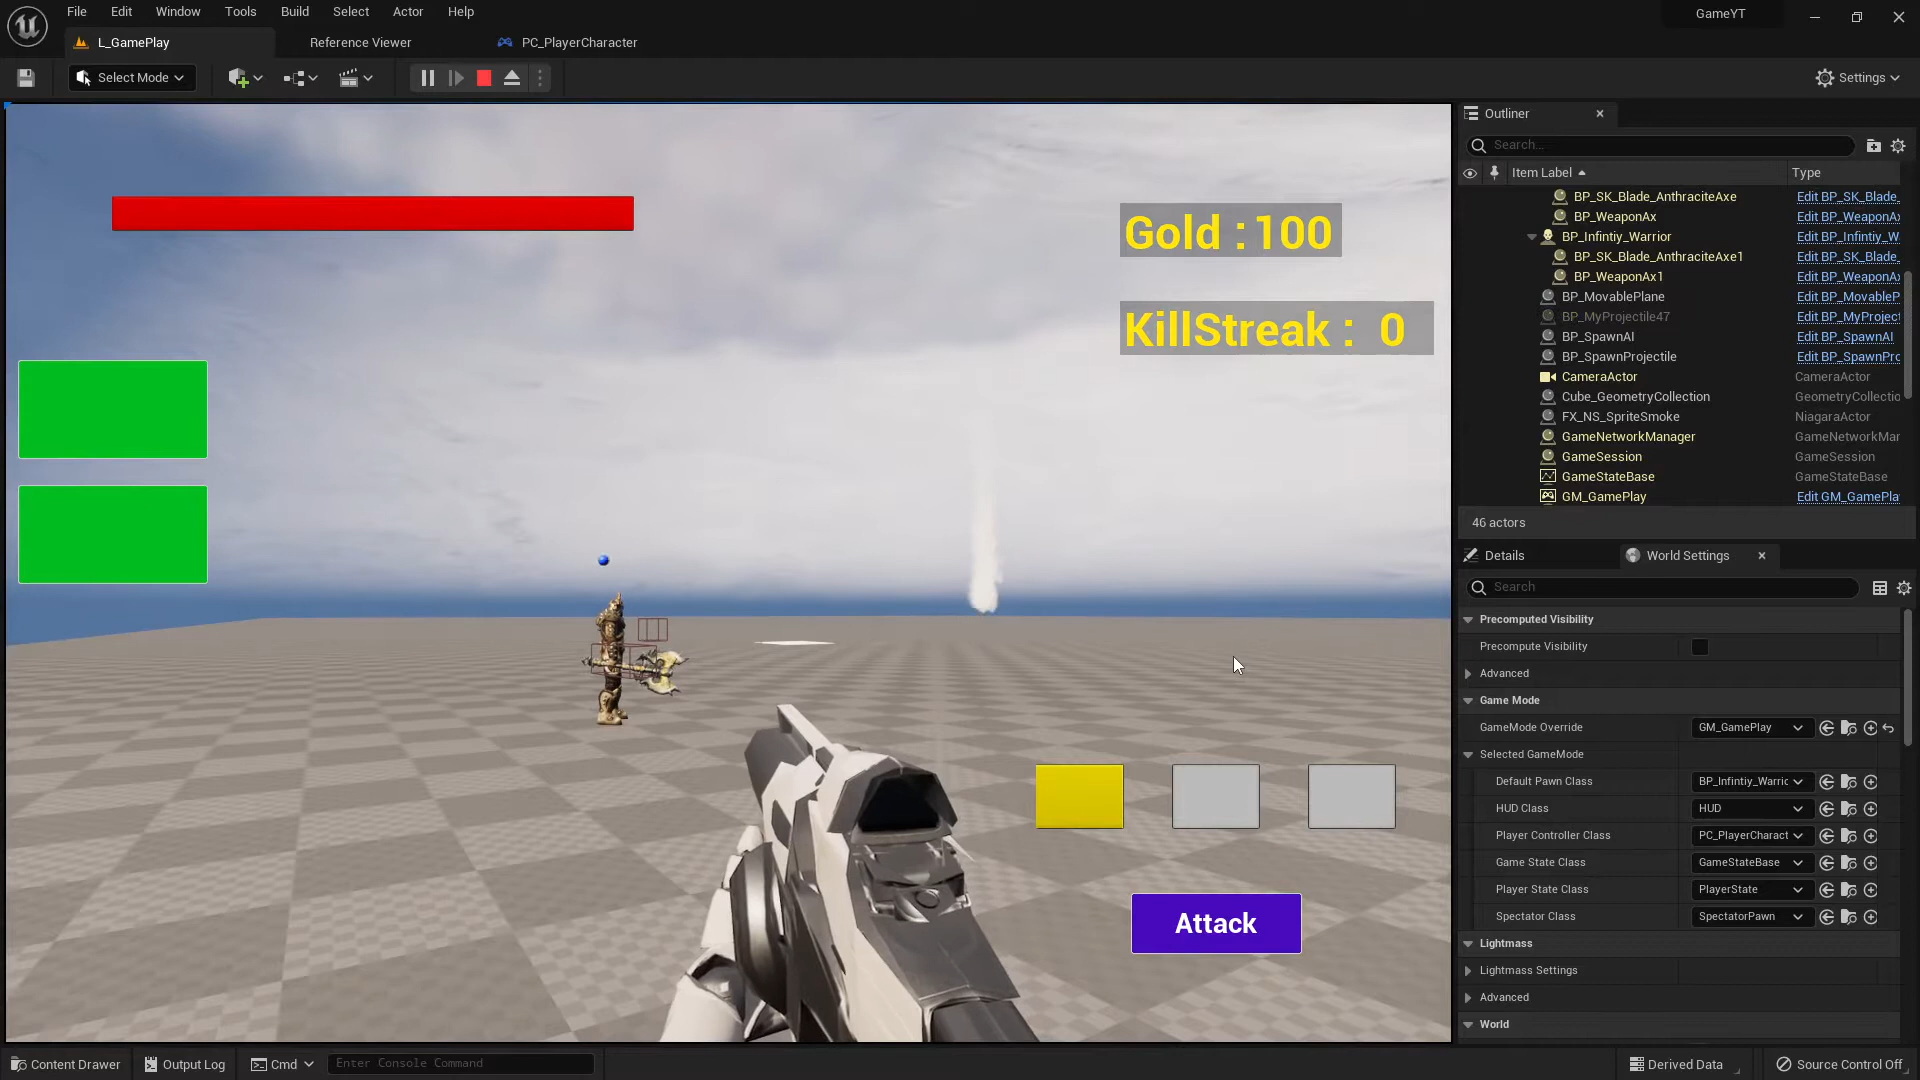 File Edit Window Tools Build Select Actor Help
GameYT
L_GamePlay
Reference Viewer
PC_PlayerCharacter
Select Mode
Settings
Gold : 100
KillStreak : 0
Attack
Outliner
Search...
Item Label
Type
BP_SK_Blade_AnthraciteAxe Edit BP_SK_Blade_
BP_WeaponAx Edit BP_WeaponAx
BP_Infintiy_Warrior Edit BP_Infintiy_W
BP_SK_Blade_AnthraciteAxe1 Edit BP_SK_Blade_
BP_WeaponAx1 Edit BP_WeaponAx
BP_MovablePlane Edit BP_MovableP
BP_MyProjectile47 Edit BP_MyProject
BP_SpawnAI Edit BP_SpawnAI
BP_SpawnProjectile Edit BP_SpawnPro
CameraActor CameraActor
Cube_GeometryCollection GeometryCollectio
FX_NS_SpriteSmoke NiagaraActor
GameNetworkManager GameNetworkMar
GameSession GameSession
GameStateBase GameStateBase
GM_GamePlay Edit GM_GamePla
46 actors
Details
World Settings
Search
Precomputed Visibility
Precompute Visibility
Advanced
Game Mode
GameMode Override GM_GamePlay
Selected GameMode
Default Pawn Class BP_Infintiy_Warric
HUD Class HUD
Player Controller Class PC_PlayerCharact
Game State Class GameStateBase
Player State Class PlayerState
Spectator Class SpectatorPawn
Lightmass
Lightmass Settings
Advanced
World
Content Drawer
Output Log
Cmd
Enter Console Command
Derived Data
Source Control Off